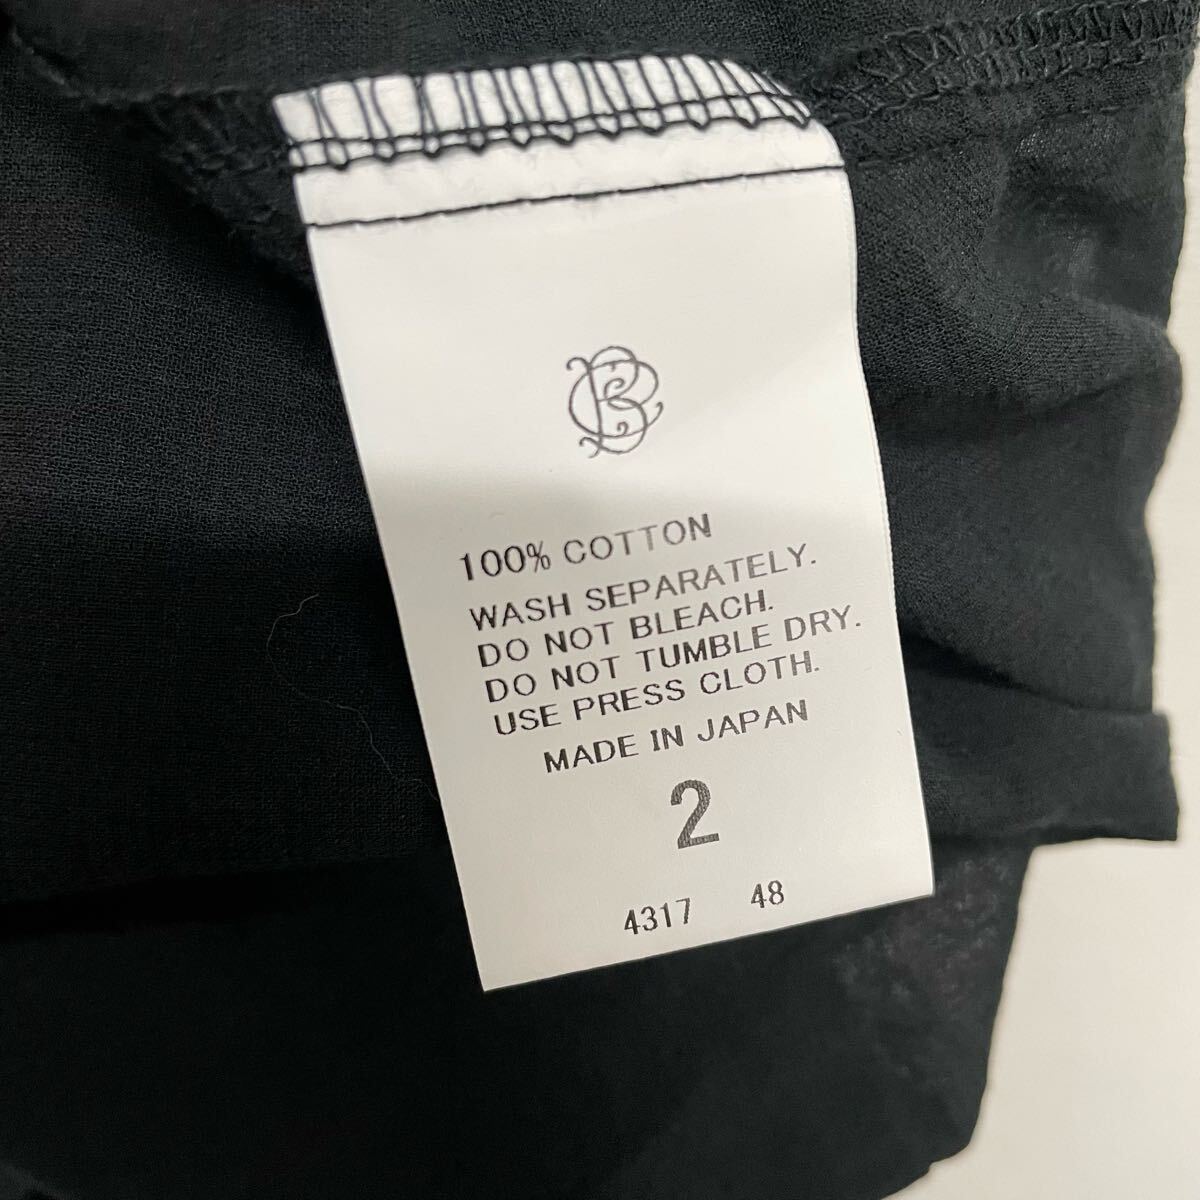 100% COTTON
WASH SEPARATELY.
DO NOT BLEACH.
DO NOT TUMBLE DRY.
USE PRESS CLOTH.
MADE IN JAPAN
2
4317 48